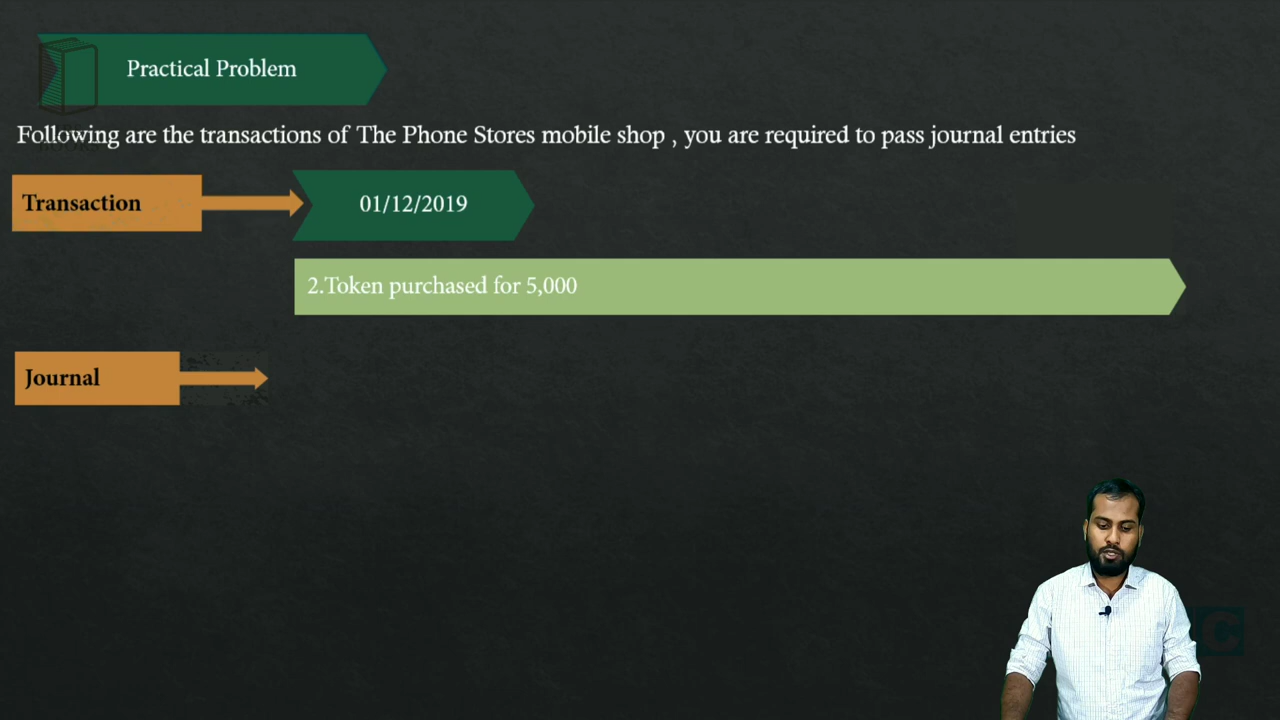 Practical Problem
Following are the transactions of The Phone Stores mobile shop , you are required to pass journal entries
Transaction
01/12/2019
2.Token purchased for 5,000
Journal
C